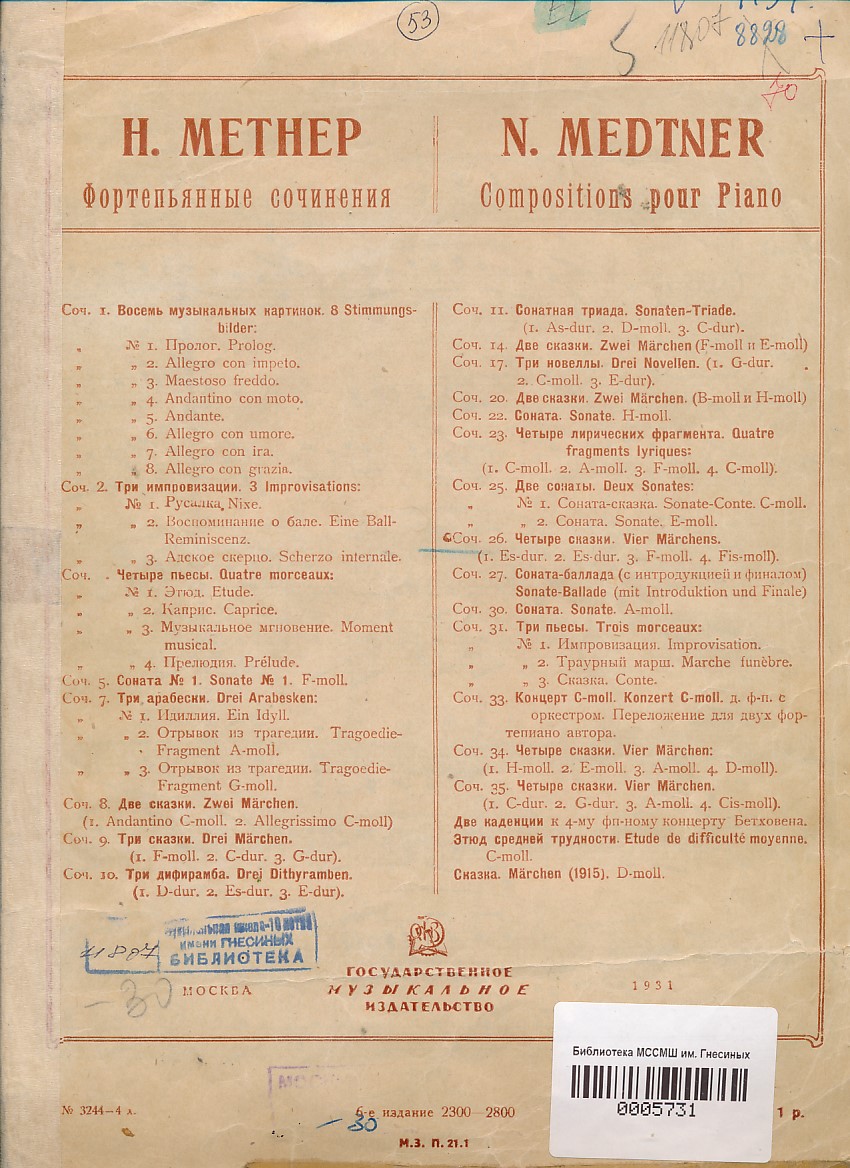 53
11807
8898
70
Н. МЕТНЕР
Фортепьянные сочинения
N. MEDTNER
Compositions pour Piano
Соч. 1. Восемь музыкальных картинок. 8 Stimmungs-
bilder:
„ № 1. Пролог. Prolog.
„ „ 2. Allegro con impeto.
„ „ 3. Maestoso freddo.
„ „ 4. Andantino con moto.
„ „ 5. Andante.
„ „ 6. Allegro con umore.
„ „ 7. Allegro con ira.
„ „ 8. Allegro con grazia.
Соч. 2. Три импровизации. 3 Improvisations:
„ № 1. Русалка. Nixe.
„ „ 2. Воспоминание о бале. Eine Ball-
Reminiscenz.
„ „ 3. Адское скерцо. Scherzo infernale.
Соч. . Четыре пьесы. Quatre morceaux:
„ № 1. Этюд. Etude.
„ „ 2. Каприс. Caprice.
„ „ 3. Музыкальное мгновение. Moment
musical.
„ „ 4. Прелюдия. Prélude.
Соч. 5. Соната № 1. Sonate № 1. F-moll.
Соч. 7. Три арабески. Drei Arabesken:
„ № 1. Идиллия. Ein Idyll.
„ „ 2. Отрывок из трагедии. Tragoedie-
Fragment A-moll.
„ „ 3. Отрывок из трагедии. Tragoedie-
Fragment G-moll.
Соч. 8. Две сказки. Zwei Märchen.
(1. Andantino C-moll. 2. Allegrissimo C-moll)
Соч. 9. Три сказки. Drei Märchen.
(1. F-moll. 2. C-dur. 3. G-dur).
Соч. 10. Три дифирамба. Drej Dithyramben.
(1. D-dur. 2. Es-dur. 3. E-dur).
Соч. 11. Сонатная триада. Sonaten-Triade.
(1. As-dur. 2. D-moll. 3. C-dur).
Соч. 14. Две сказки. Zwei Märchen (F-moll и E-moll)
Соч. 17. Три новеллы. Drei Novellen. (1. G-dur.
2. C-moll. 3. E-dur).
Соч. 20. Две сказки. Zwei Märchen. (B-moll и H-moll)
Соч. 22. Соната. Sonate. H-moll.
Соч. 23. Четыре лирических фрагмента. Quatre
fragments lyriques:
(1. C-moll. 2. A-moll. 3. F-moll. 4. C-moll).
Соч. 25. Две сонаты. Deux Sonates:
„ № 1. Соната-сказка. Sonate-Conte. C-moll.
„ „ 2. Соната. Sonate. E-moll.
Соч. 26. Четыре сказки. Vier Märchens.
(1. Es-dur. 2. Es-dur. 3. F-moll. 4. Fis-moll).
Соч. 27. Соната-баллада (с интродукцией и финалом)
Sonate-Ballade (mit Introduktion und Finale)
Соч. 30. Соната. Sonate. A-moll.
Соч. 31. Три пьесы. Trois morceaux:
„ № 1. Импровизация. Improvisation.
„ „ 2. Траурный марш. Marche funèbre.
„ „ 3. Сказка. Conte.
Соч. 33. Концерт C-moll. Konzert C-moll. д. ф-п. с
оркестром. Переложение для двух фор-
тепиано автора.
Соч. 34. Четыре сказки. Vier Märchen:
(1. H-moll. 2. E-moll. 3. A-moll. 4. D-moll).
Соч. 35. Четыре сказки. Vier Märchen.
(1. C-dur. 2. G-dur. 3. A-moll. 4. Cis-moll).
Две каденции к 4-му фп-ному концерту Бетховена.
Этюд средней трудности. Etude de difficulté moyenne.
C-moll.
Сказка. Märchen (1915). D-moll.
11807
имени ГНЕСИНЫХ
БИБЛИОТЕКА
-30
МОСКВА
ГОСУДАРСТВЕННОЕ
МУЗЫКАЛЬНОЕ
ИЗДАТЕЛЬСТВО
1931
Библиотека МССМШ им. Гнесиных
0005731
№ 3244—4 л.
6-е издание 2300—2800
1 р.
-30
М.З. П. 21.1